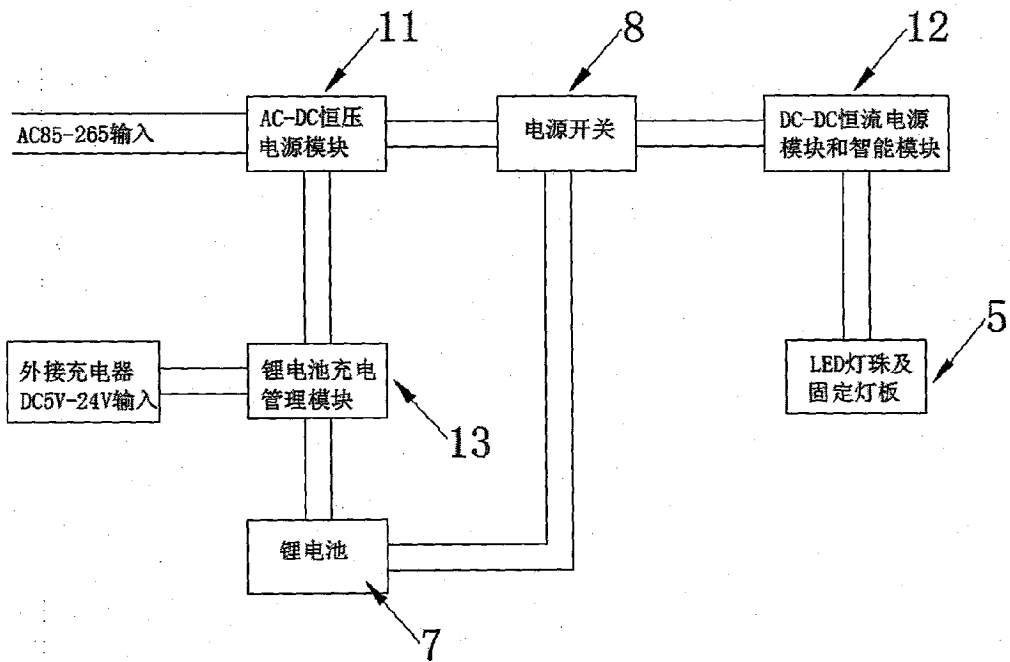 11
8
12
AC85-265输入
AC-DC恒压
电源模块
电源开关
DC-DC恒流电源
模块和智能模块
外接充电器
DC5V-24V输入
锂电池充电
管理模块
13
LED灯珠及
固定灯板
5
锂电池
7